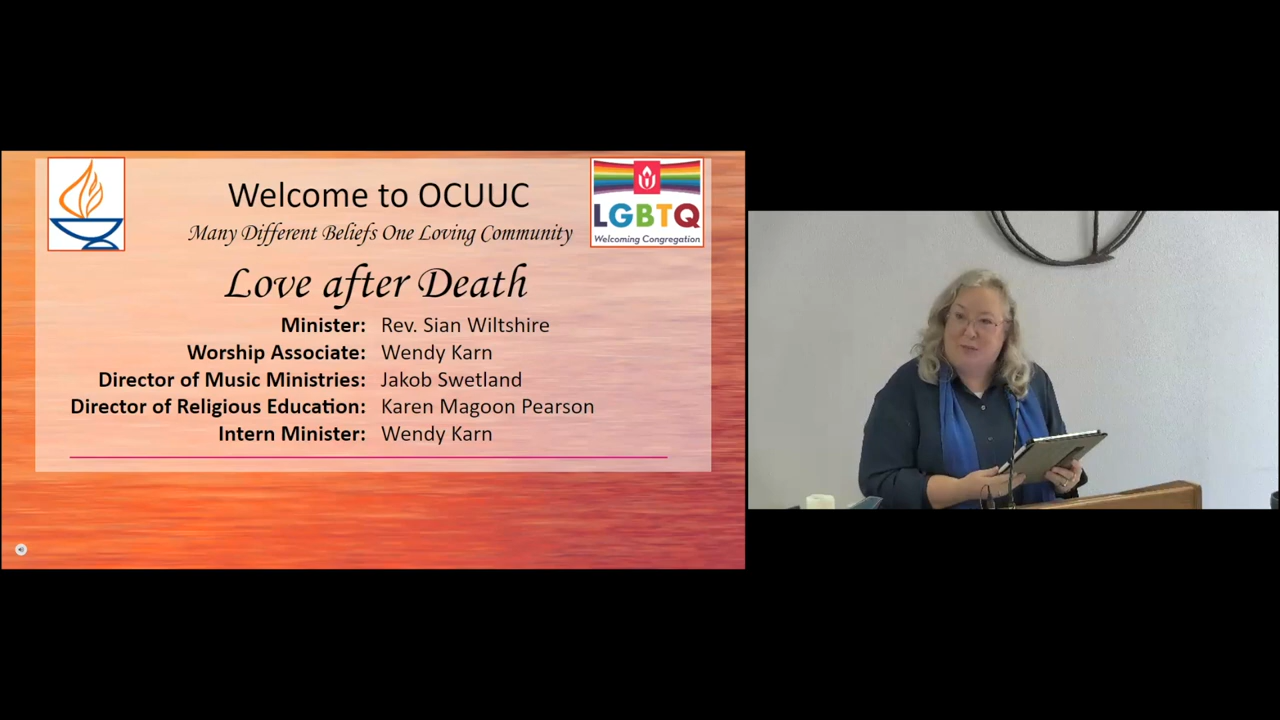 Welcome to OCUUC
Many Different Beliefs One Loving Community
LGBTQ
Welcoming Congregation
Love after Death
Minister: Rev. Sian Wiltshire
Worship Associate: Wendy Karn
Director of Music Ministries: Jakob Swetland
Director of Religious Education: Karen Magoon Pearson
Intern Minister: Wendy Karn